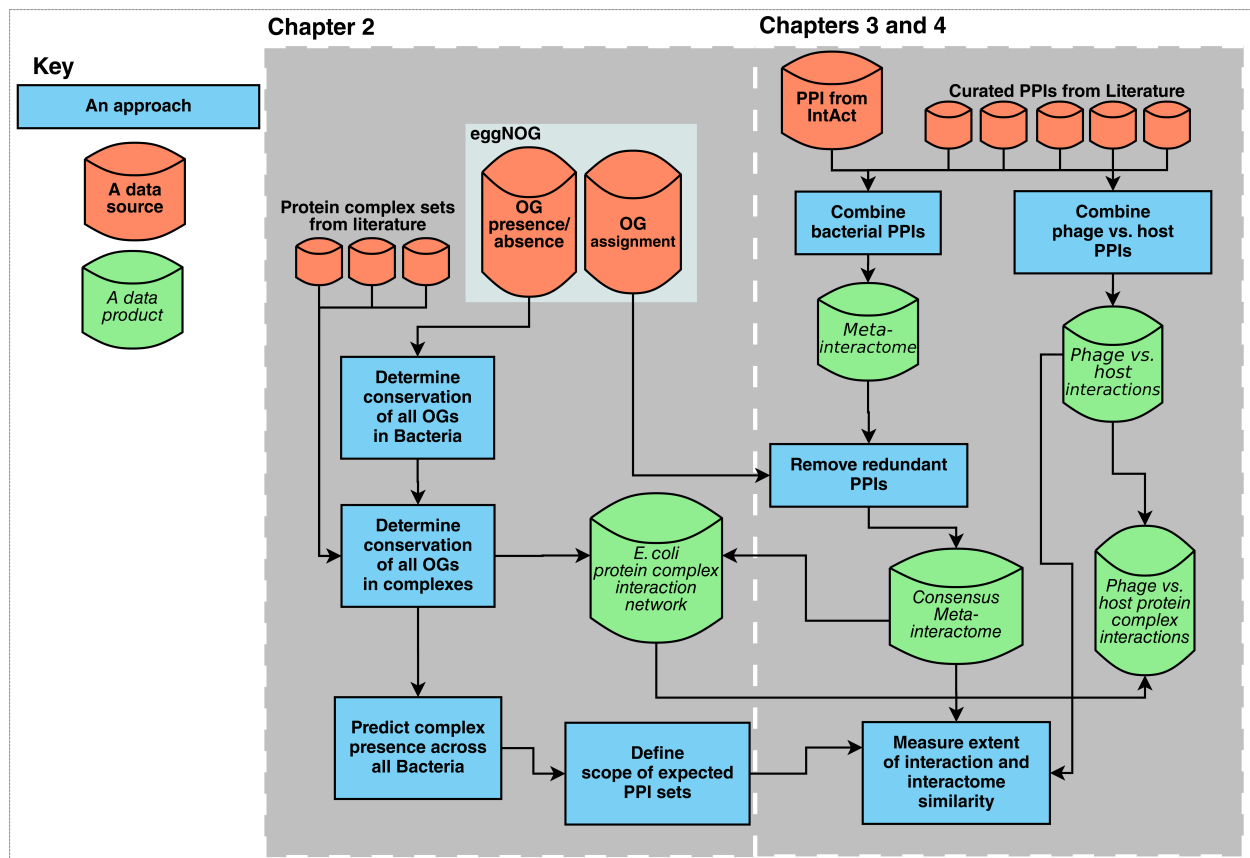 Chapter 2
Chapters 3 and 4
Key
An approach
A data
source
A data
product
eggNOG
OG
presence/
absence
OG
assignment
Protein complex sets
from literature
Determine
conservation
of all OGs
in Bacteria
Determine
conservation
of all OGs
in complexes
E. coli
protein complex
interaction
network
Predict complex
presence across
all Bacteria
Define
scope of expected
PPI sets
PPI from
IntAct
Curated PPIs from Literature
Combine
bacterial PPIs
Combine
phage vs. host
PPIs
Meta-
interactome
Phage vs.
host
interactions
Remove redundant
PPIs
Consensus
Meta-
interactome
Phage vs.
host protein
complex
interactions
Measure extent
of interaction and
interactome
similarity